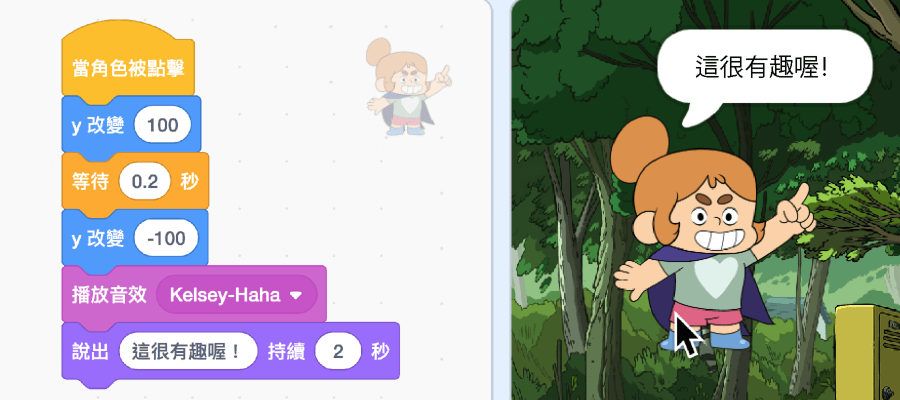 當角色被點擊
y 改變 100
等待 0.2 秒
y 改變 -100
播放音效 Kelsey-Haha
說出 這很有趣喔！ 持續 2 秒
這很有趣喔!